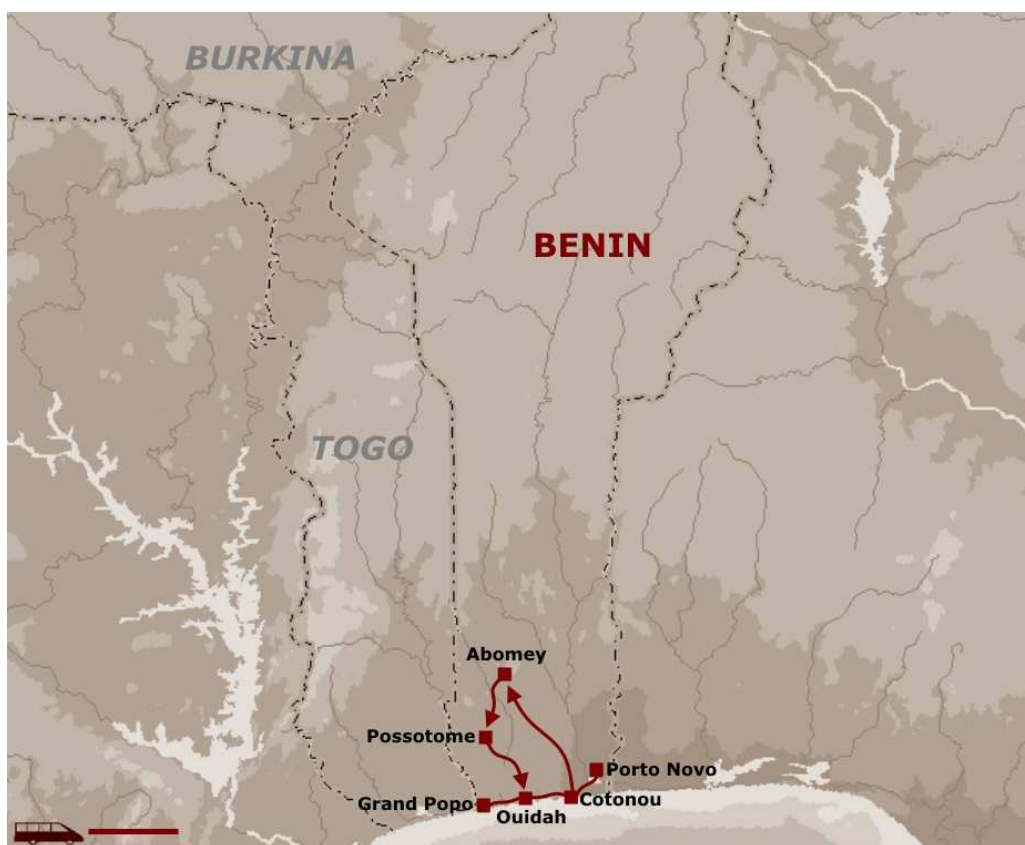 BURKINA
BENIN
TOGO
Abomey
Possotome
Porto Novo
Grand Popo
Cotonou
Ouidah